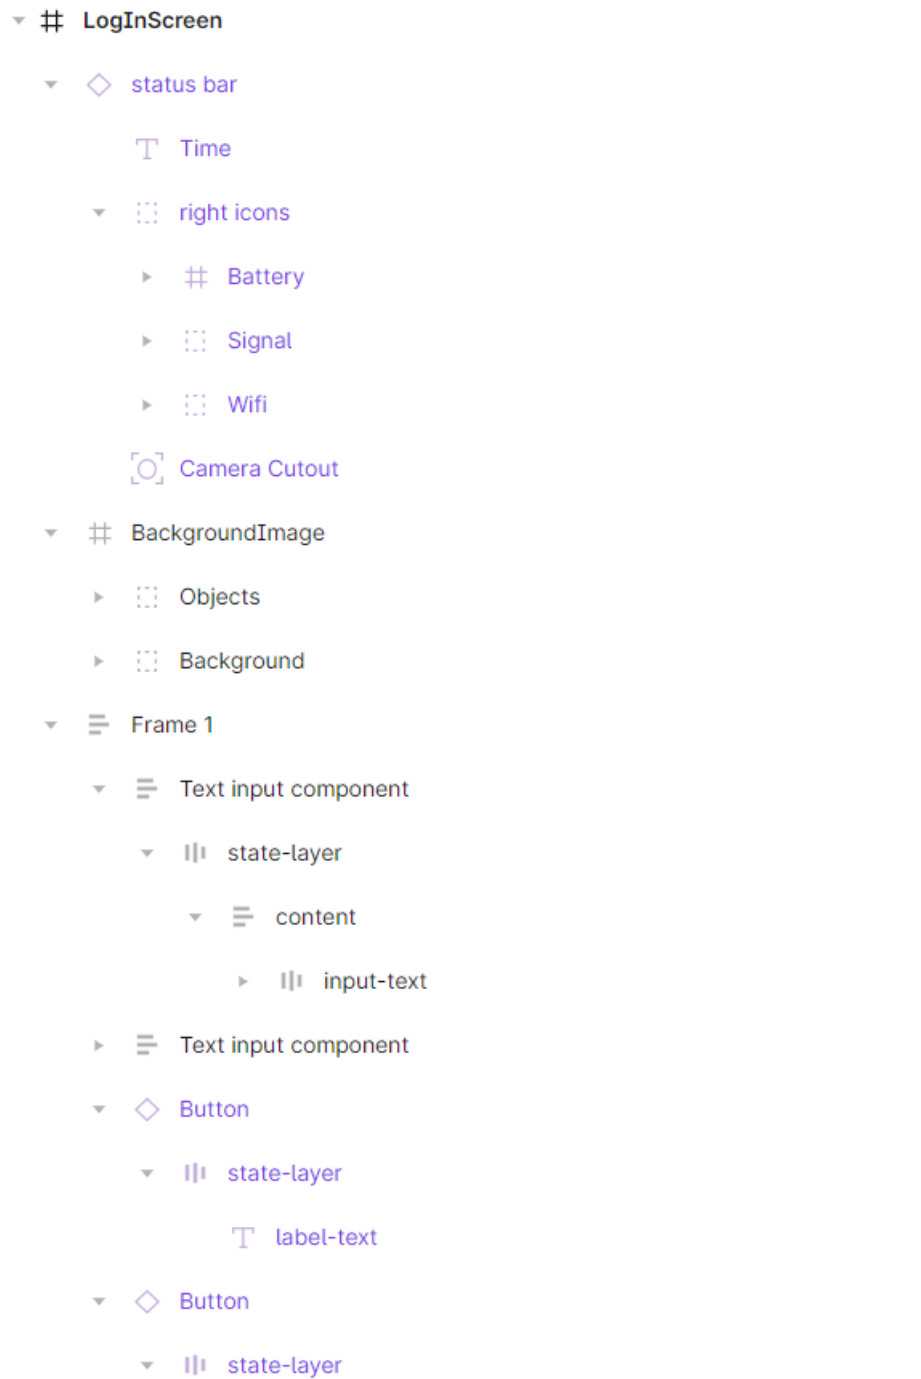 LogInScreen
status bar
Time
right icons
Battery
Signal
Wifi
Camera Cutout
BackgroundImage
Objects
Background
Frame 1
Text input component
state-layer
content
input-text
Text input component
Button
state-layer
label-text
Button
state-layer